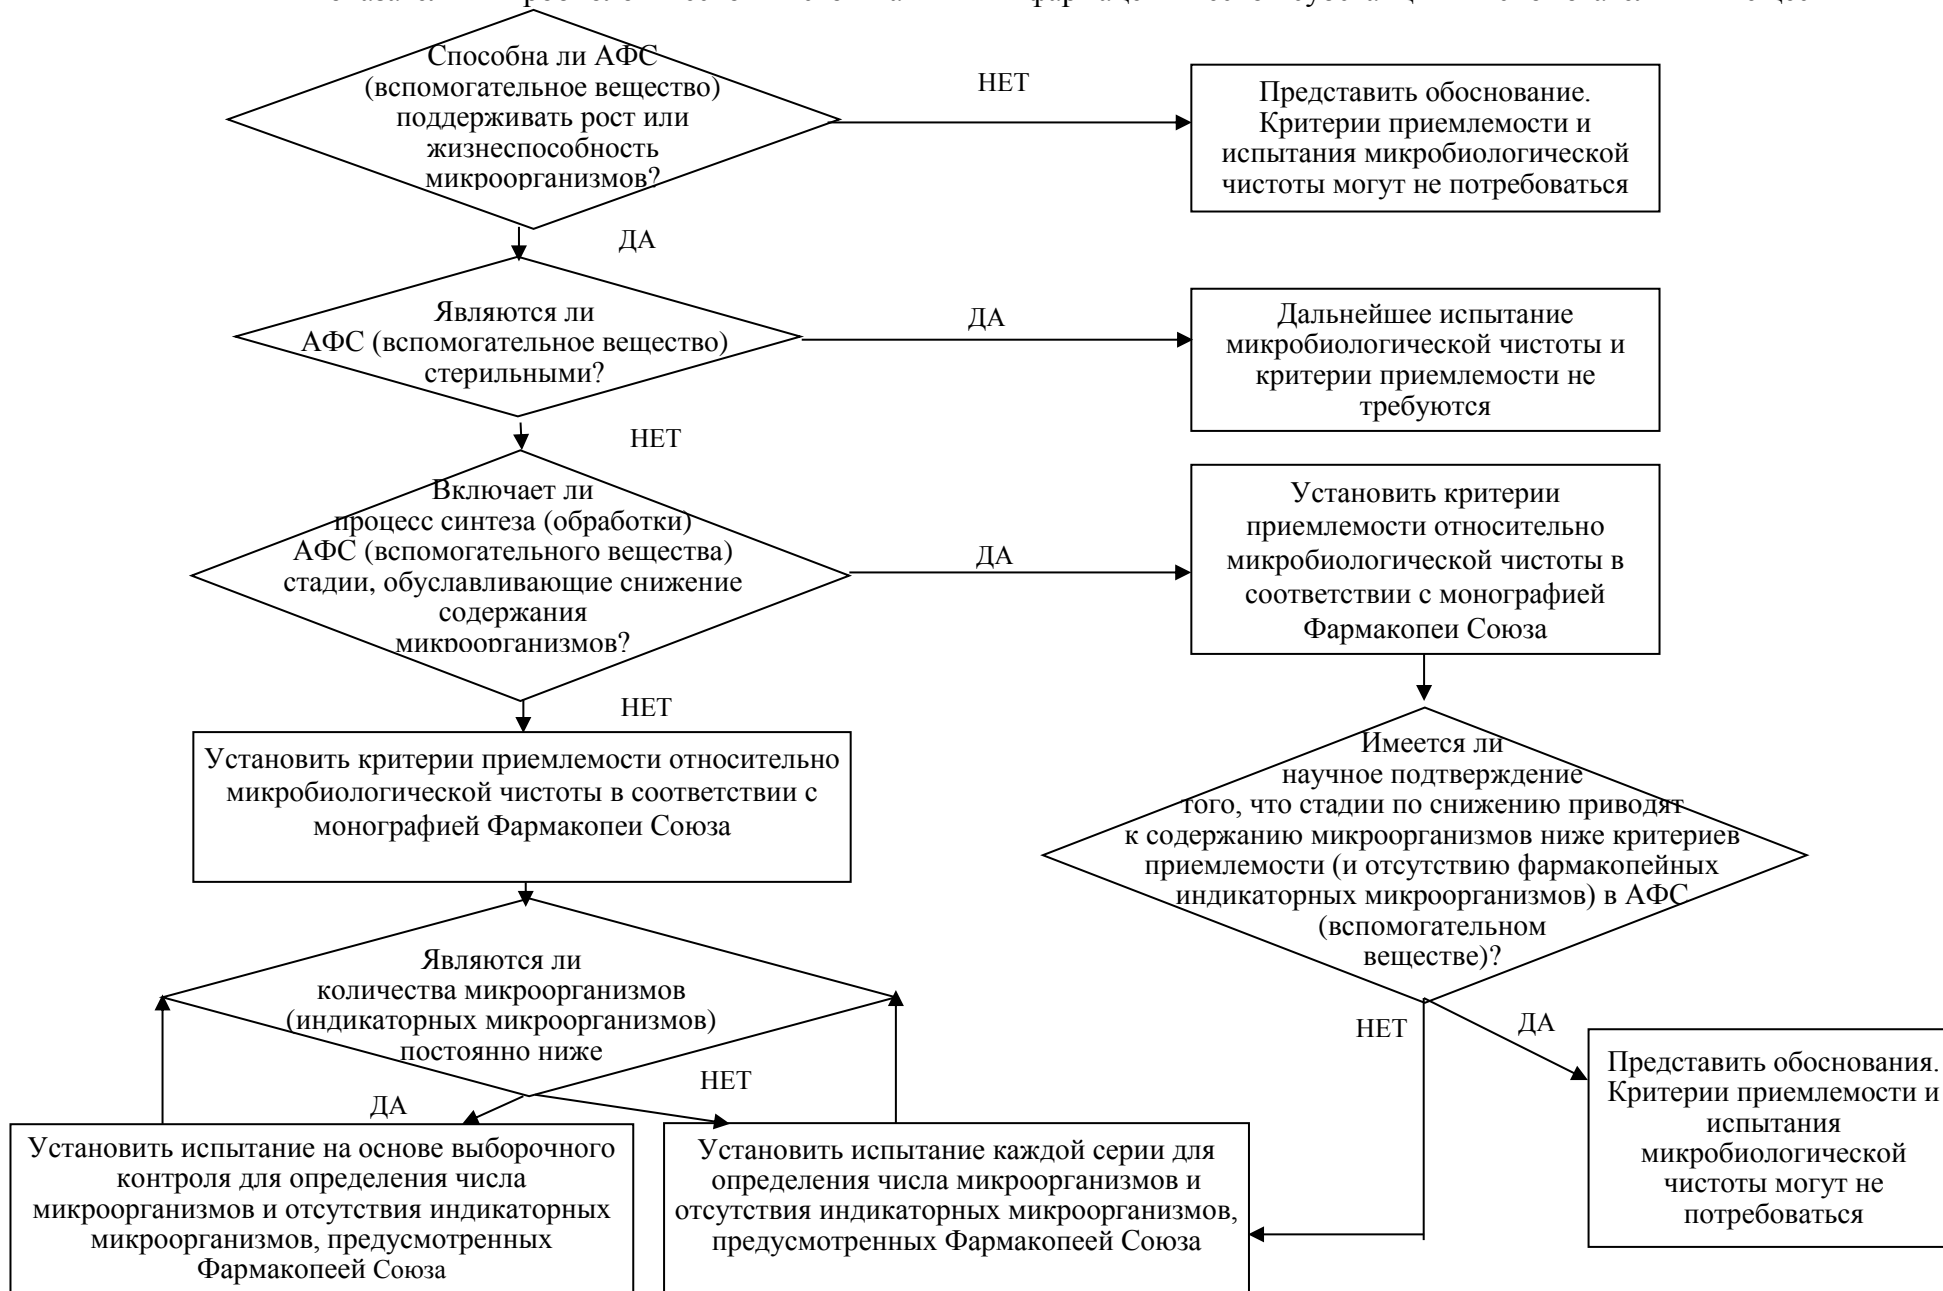 Способна ли АФС
(вспомогательное вещество)
поддерживать рост или
жизнеспособность
микроорганизмов?
НЕТ
Представить обоснование.
Критерии приемлемости и
испытания микробиологической
чистоты могут не потребоваться
ДА
Являются ли
АФС (вспомогательное вещество)
стерильными?
ДА
Дальнейшее испытание
микробиологической чистоты и
критерии приемлемости не
требуются
НЕТ
Включает ли
процесс синтеза (обработки)
АФС (вспомогательного вещества)
стадии, обуславливающие снижение
содержания
микроорганизмов?
ДА
Установить критерии
приемлемости относительно
микробиологической чистоты в
соответствии с монографией
Фармакопеи Союза
НЕТ
Установить критерии приемлемости относительно
микробиологической чистоты в соответствии с
монографией Фармакопеи Союза
Имеется ли
научное подтверждение
того, что стадии по снижению приводят
к содержанию микроорганизмов ниже критериев
приемлемости (и отсутствию фармакопейных
индикаторных микроорганизмов) в АФС
(вспомогательном
веществе)?
Являются ли
количества микроорганизмов
(индикаторных микроорганизмов)
постоянно ниже
НЕТ
ДА
НЕТ
ДА
Представить обоснования.
Критерии приемлемости и
испытания
микробиологической
чистоты могут не
потребоваться
Установить испытание на основе выборочного
контроля для определения числа
микроорганизмов и отсутствия индикаторных
микроорганизмов, предусмотренных
Фармакопеей Союза
Установить испытание каждой серии для
определения числа микроорганизмов и
отсутствия индикаторных микроорганизмов,
предусмотренных Фармакопеей Союза